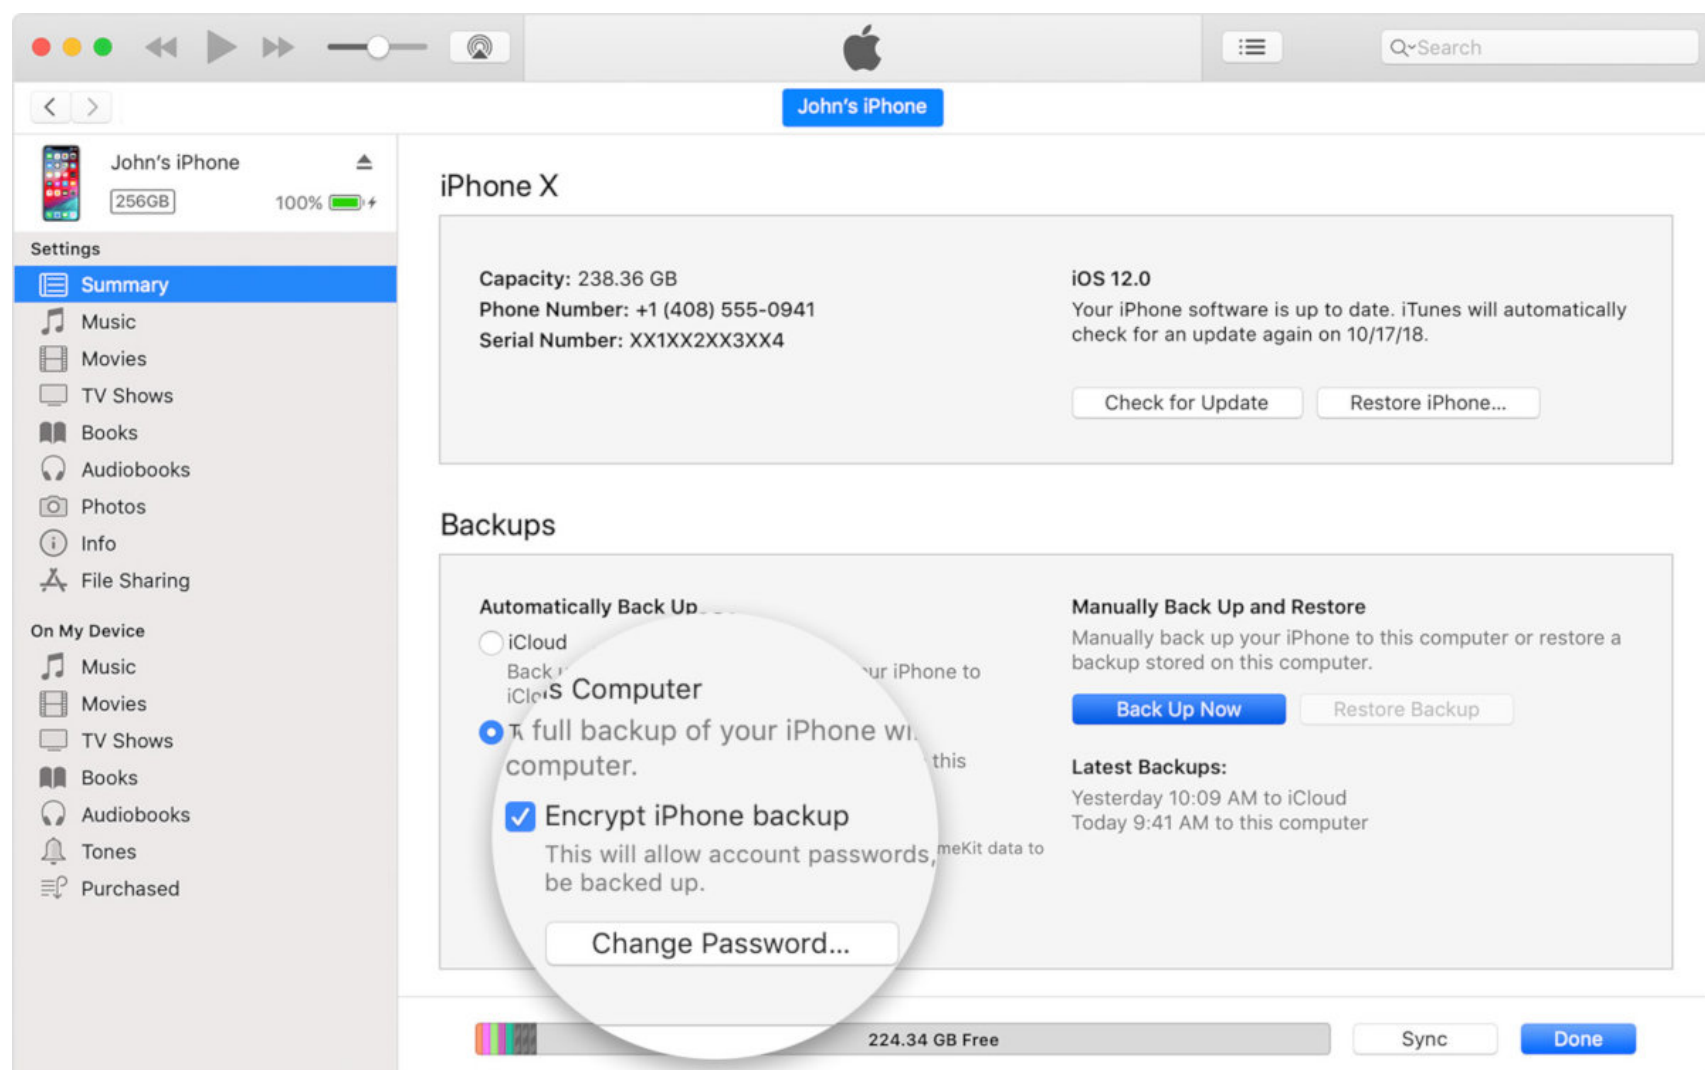 Search
John's iPhone
John's iPhone
256GB
100%
Settings
Summary
Music
Movies
TV Shows
Books
Audiobooks
Photos
Info
File Sharing
On My Device
Music
Movies
TV Shows
Books
Audiobooks
Tones
Purchased
iPhone X
Capacity: 238.36 GB
Phone Number: +1 (408) 555-0941
Serial Number: XX1XX2XX3XX4
iOS 12.0
Your iPhone software is up to date. iTunes will automatically
check for an update again on 10/17/18.
Check for Update
Restore iPhone...
Backups
Automatically Back Up
iCloud
Back iPhone to
Computer
full backup of your iPhone
computer.
this
Encrypt iPhone backup
This will allow account passwords, data to
be backed up.
Change Password...
Manually Back Up and Restore
Manually back up your iPhone to this computer or restore a
backup stored on this computer.
Back Up Now
Restore Backup
Latest Backups:
Yesterday 10:09 AM to iCloud
Today 9:41 AM to this computer
224.34 GB Free
Sync
Done